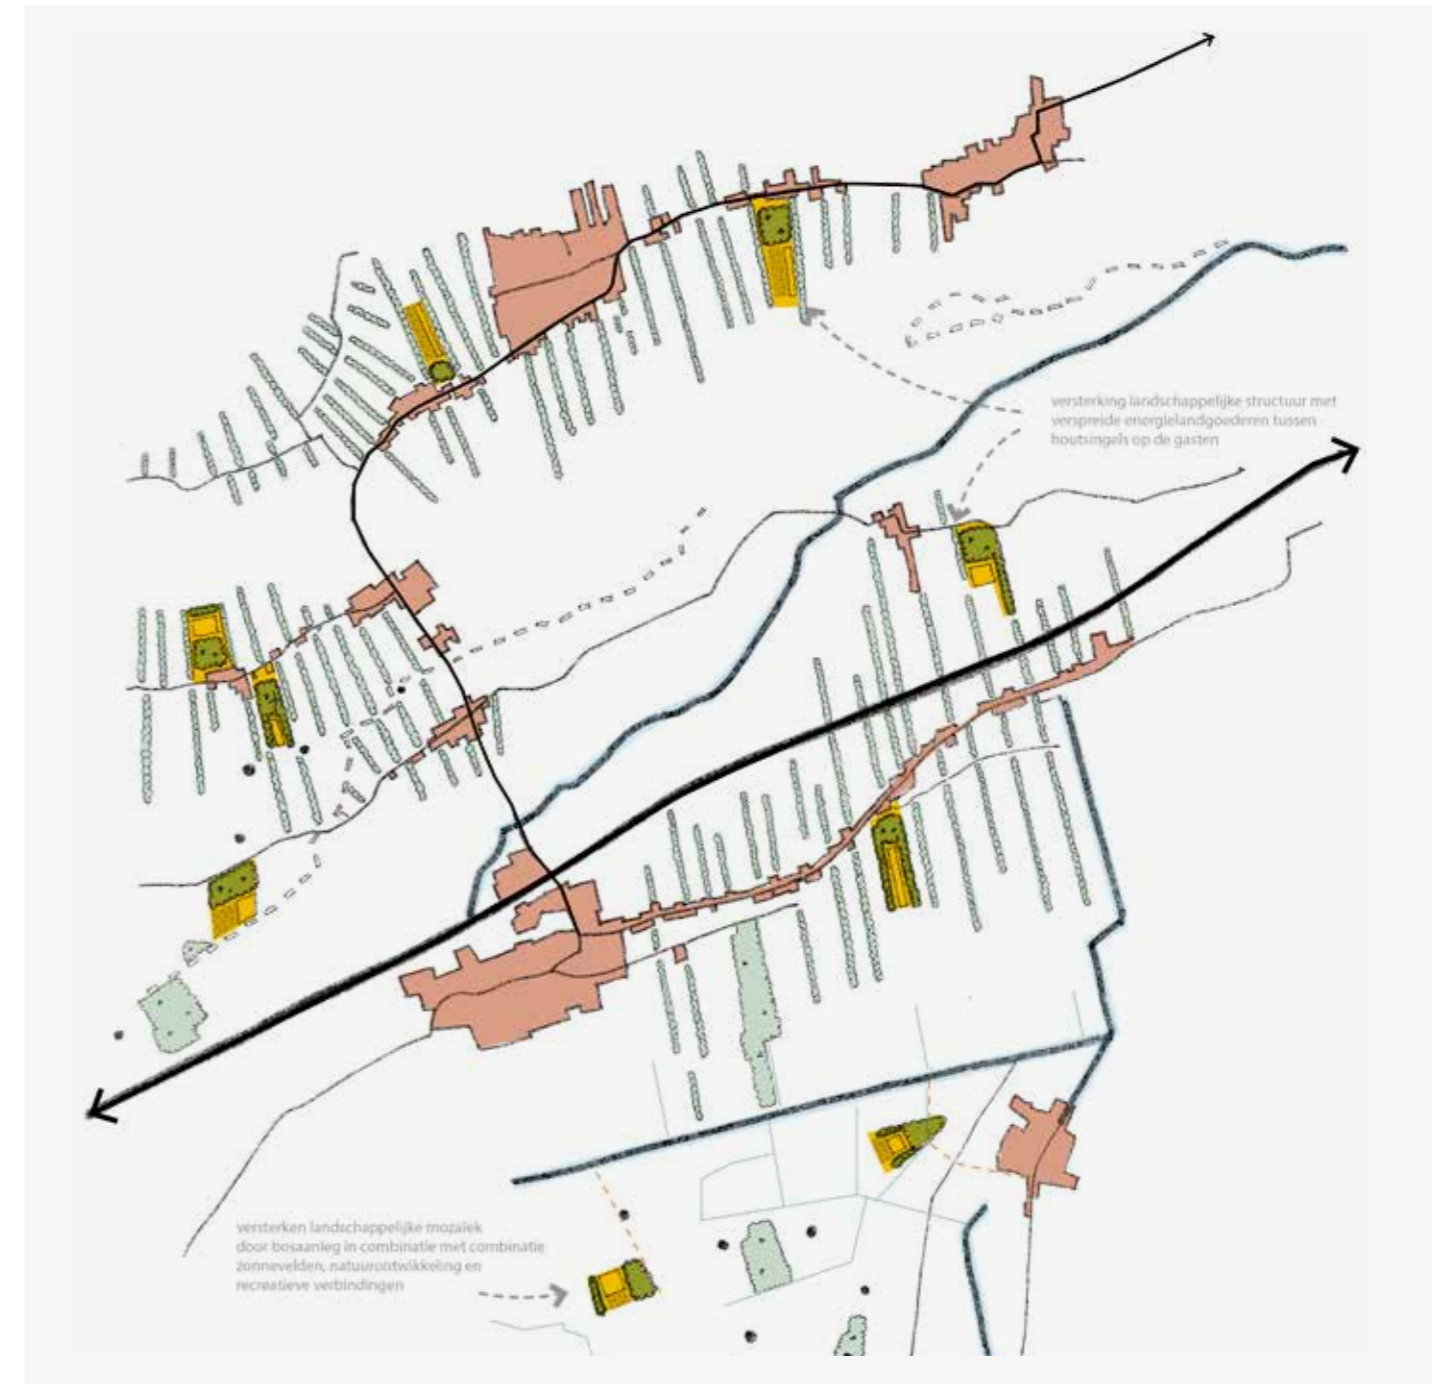 versterking landschappelijke structuur met
verspreide energielandgoederen tussen
houtsingels op de gasten
versterken landschappelijke mozaïek
door bosaanleg in combinatie met combinatie
zonnevelden, natuurontwikkeling en
recreatieve verbindingen